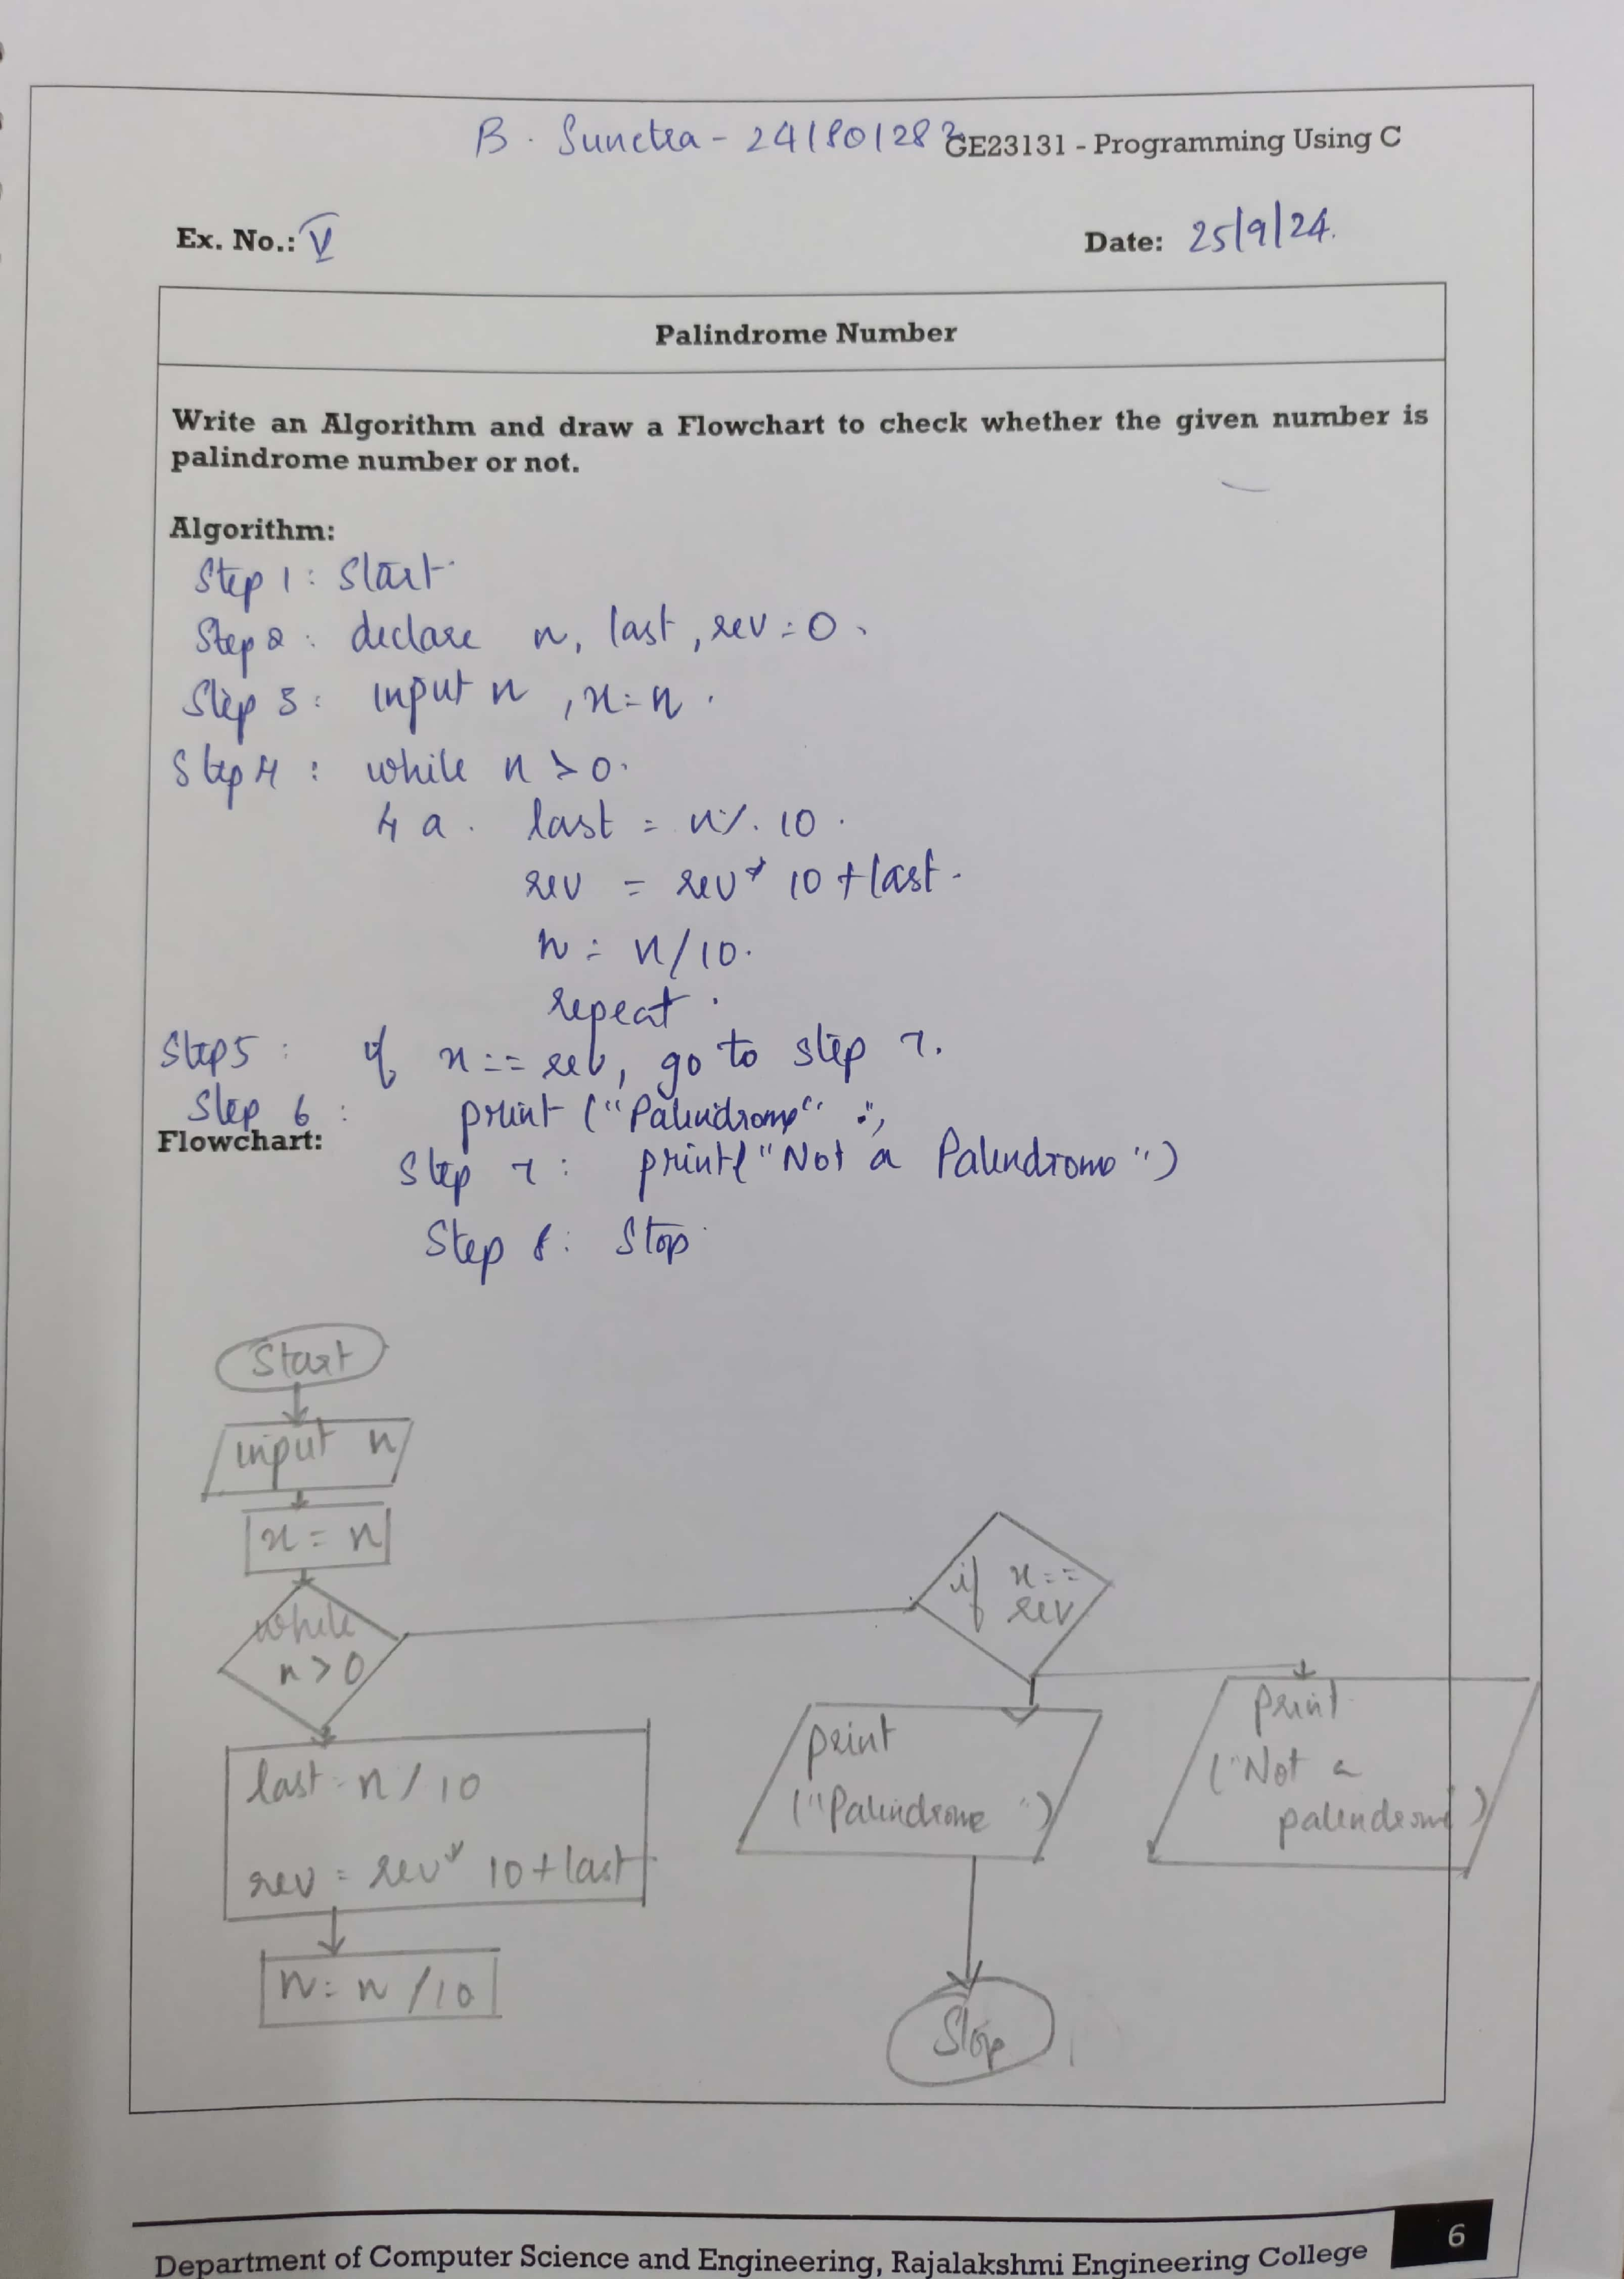 B. Sunetra - 241801283
GE23131 - Programming Using C
Ex. No.: V
Date: 25/9/24.
Palindrome Number
Write an Algorithm and draw a Flowchart to check whether the given number is
palindrome number or not.
Algorithm:
Step 1: Start.
Step 2: declare n, last, rev = 0.
Step 3: input n, x = n.
Step 4: while n > 0.
4 a. last = n % 10.
rev = rev * 10 + last.
n = n/10.
repeat.
Step 5: if x == rev, go to step 7.
Step 6: print ("Palindrome" ;
Flowchart:
Step 7: print("Not a Palindrome")
Step 8: Stop
Start
input n
x = n
while
n > 0
if x ==
rev
last = n / 10
rev = rev * 10 + last
n = n / 10
print
("Palindrome ")
print
("Not a
palindrome)
Stop
Department of Computer Science and Engineering, Rajalakshmi Engineering College
6